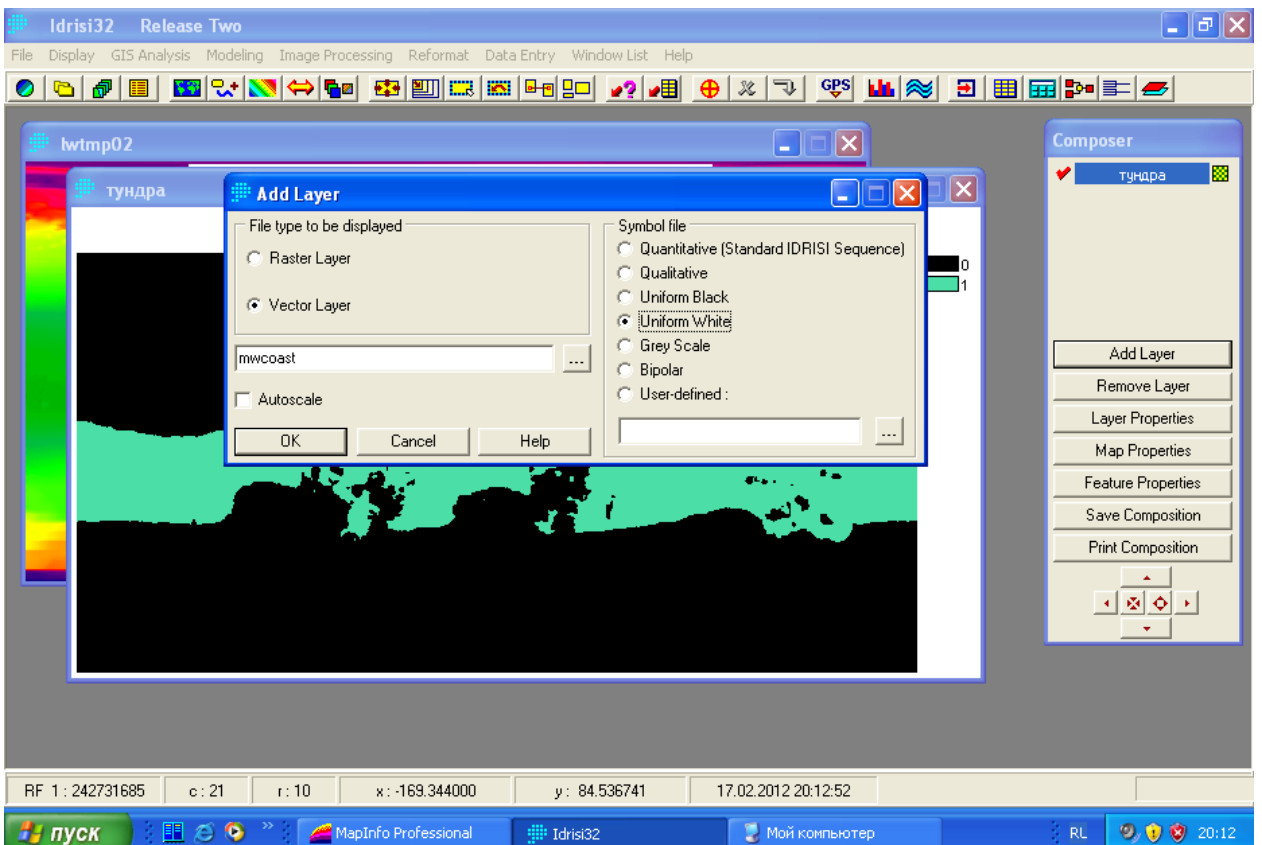 Idrisi32 Release Two
File Display GIS Analysis Modeling Image Processing Reformat Data Entry Window List Help
GPS
lwtmp02
тундра
Add Layer
File type to be displayed
Raster Layer
Vector Layer
mwcoast
...
Autoscale
OK Cancel Help
Symbol file
Quantitative (Standard IDRISI Sequence)
Qualitative
Uniform Black
Uniform White
Grey Scale
Bipolar
User-defined :
...
0
1
Composer
тундра
Add Layer
Remove Layer
Layer Properties
Map Properties
Feature Properties
Save Composition
Print Composition
RF 1 : 242731685 c : 21 r : 10 x : -169.344000 y : 84.536741 17.02.2012 20:12:52
пуск » MapInfo Professional Idrisi32 Мой компьютер RL 20:12